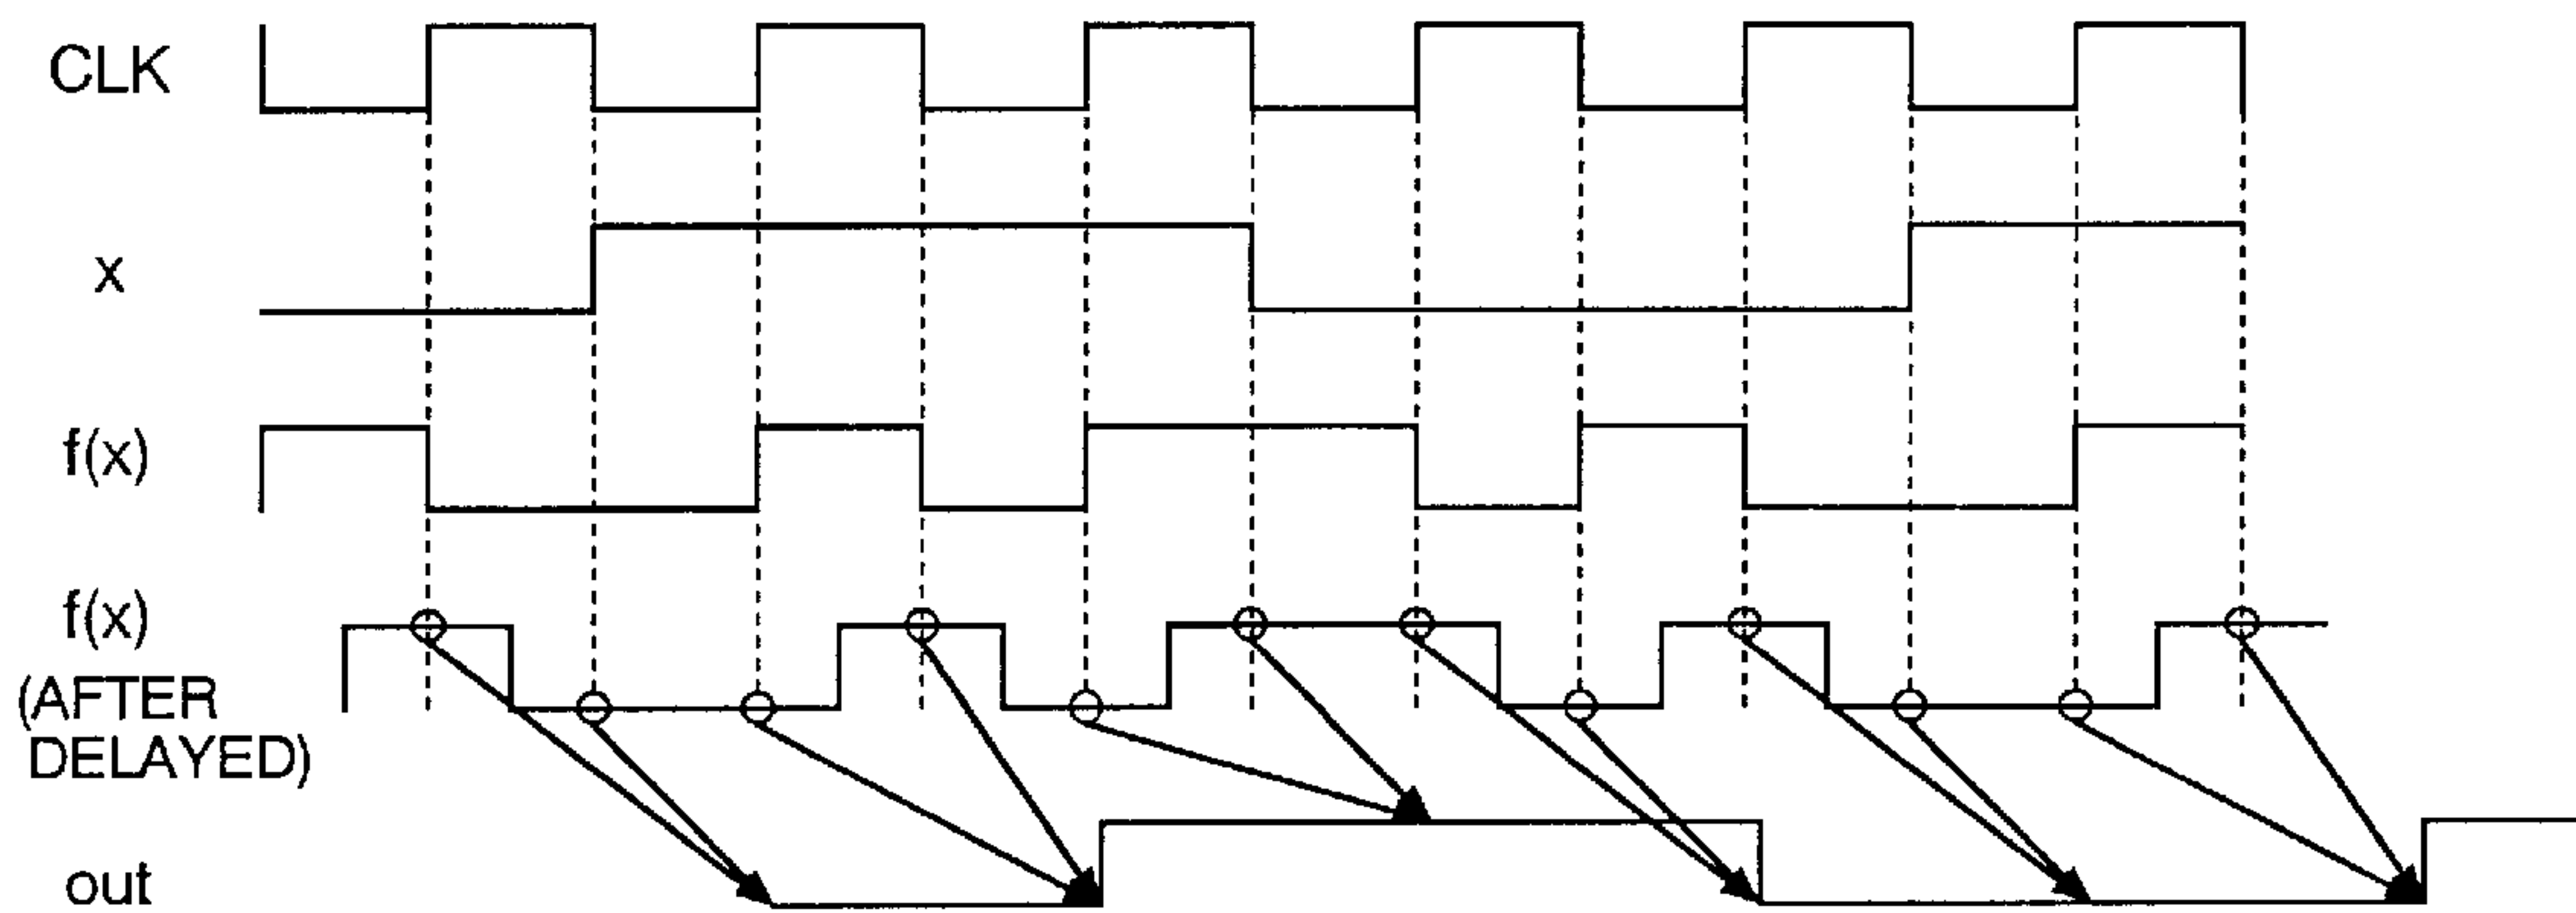 CLK
x
f(x)
f(x)
(AFTER
DELAYED)
out